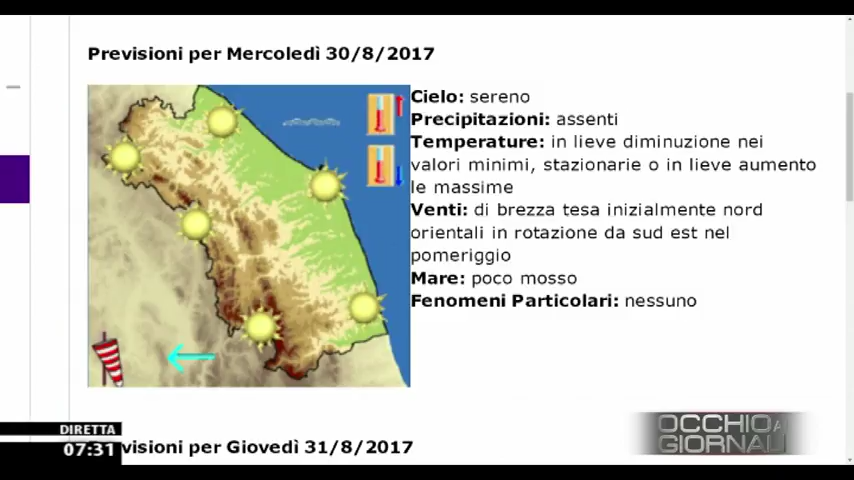 Previsioni per Mercoledì 30/8/2017
Cielo: sereno
Precipitazioni: assenti
Temperature: in lieve diminuzione nei
valori minimi, stazionarie o in lieve aumento
le massime
Venti: di brezza tesa inizialmente nord
orientali in rotazione da sud est nel
pomeriggio
Mare: poco mosso
Fenomeni Particolari: nessuno
visioni per Giovedì 31/8/2017
DIRETTA
07:31
OCCHIO AI
GIORNALI